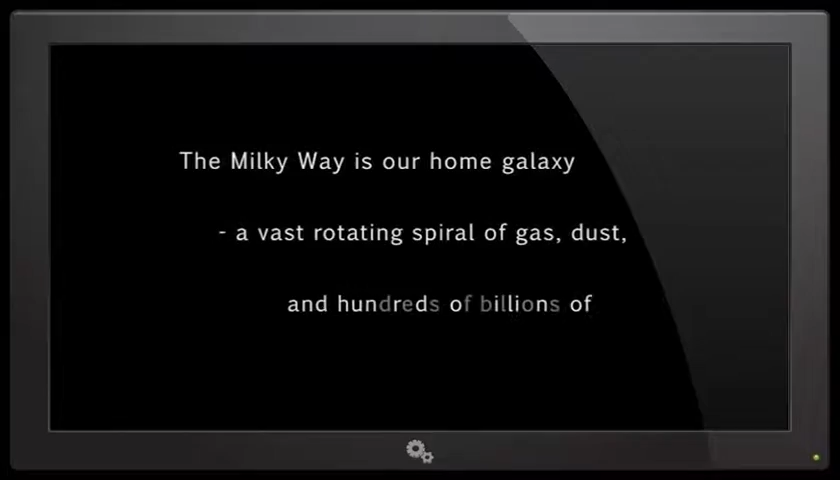 The Milky Way is our home galaxy
- a vast rotating spiral of gas, dust,
and hundreds of billions of